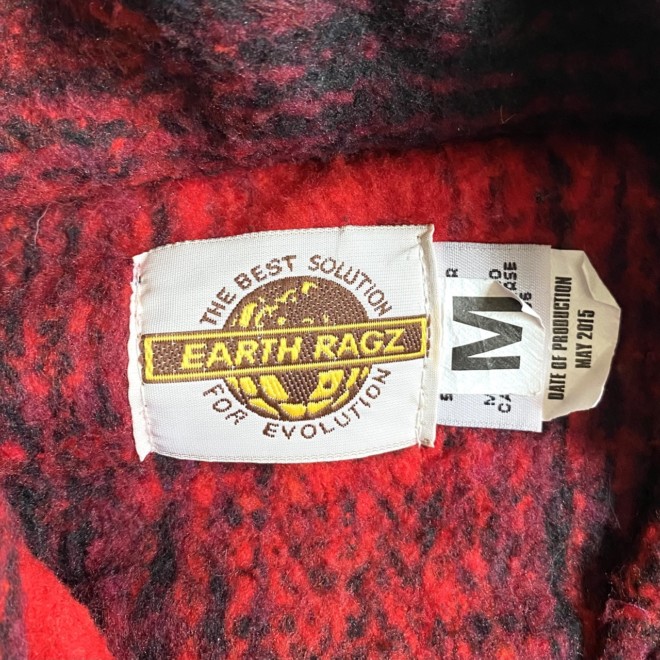 THE BEST SOLUTION
EARTH RAGZ
FOR EVOLUTION
M
DATE OF PRODUCTION
MAY 2015